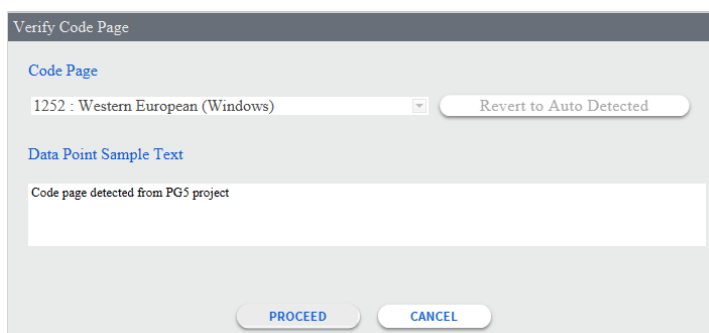 Verify Code Page
Code Page
1252 : Western European (Windows)
Revert to Auto Detected
Data Point Sample Text
Code page detected from PG5 project
PROCEED
CANCEL